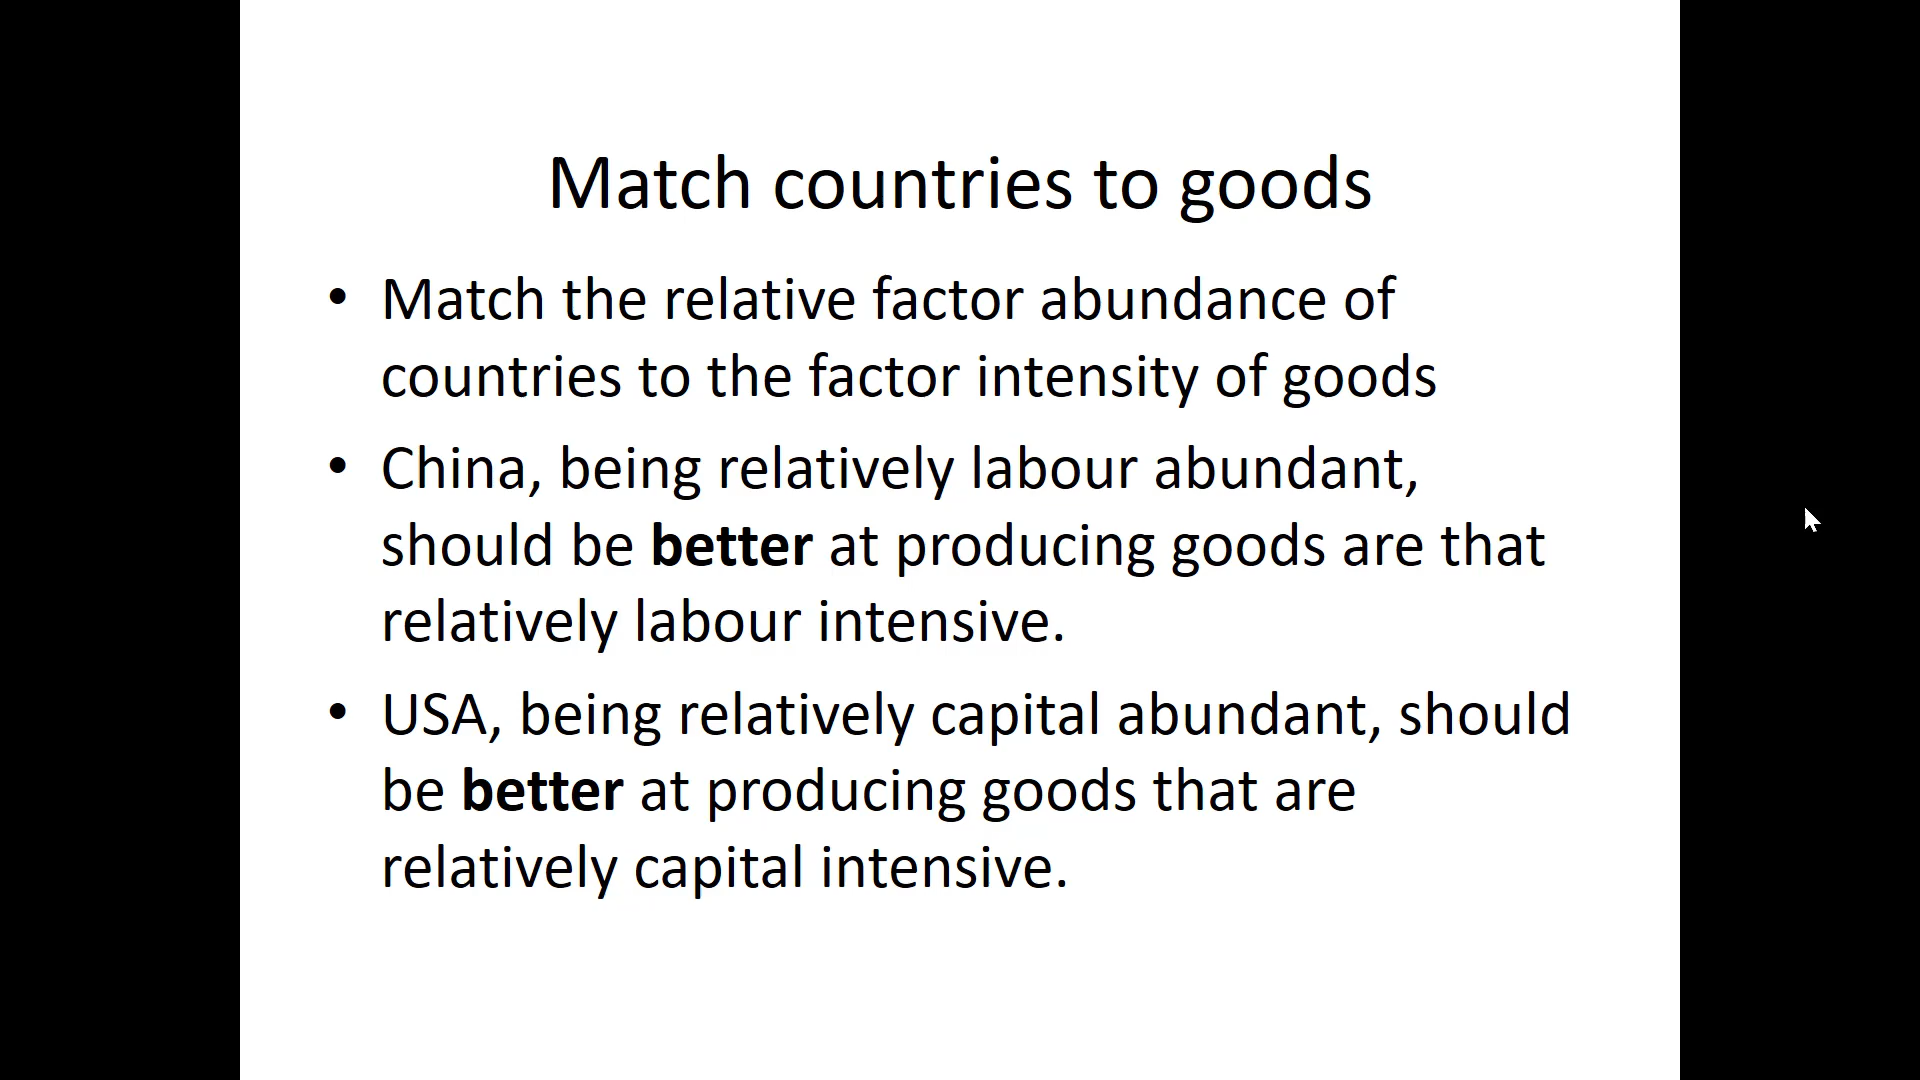 Match countries to goods
• Match the relative factor abundance of
countries to the factor intensity of goods
• China, being relatively labour abundant,
should be better at producing goods are that
relatively labour intensive.
• USA, being relatively capital abundant, should
be better at producing goods that are
relatively capital intensive.